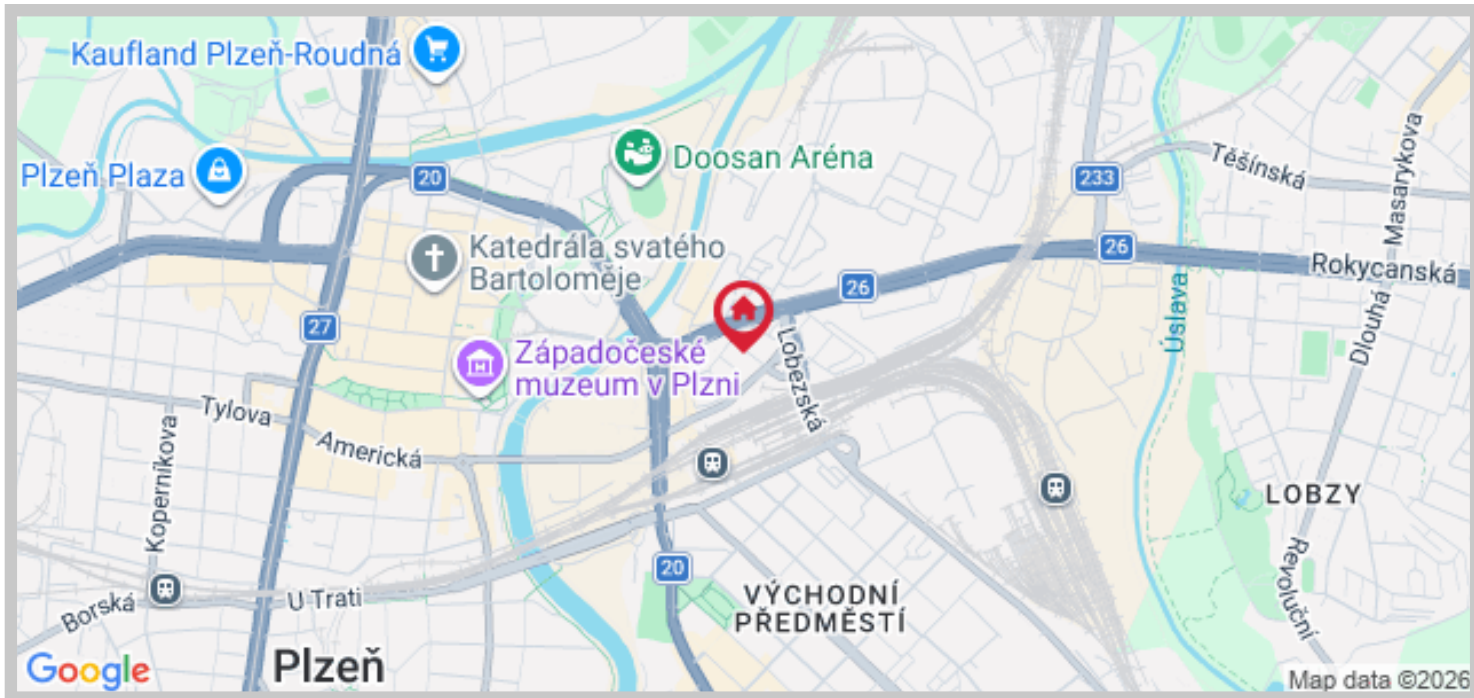 Kaufland Plzeň-Roudná
Plzeň Plaza
20
Doosan Aréna
233
Těšínská
Masarykova
Katedrála svatého
Bartoloměje
26
26
Rokycanská
27
Úslava
Dlouhá
Lobezská
Západočeské
muzeum v Plzni
Tylova
Americká
Koperníkova
LOBZY
Revoluční
20
VÝCHODNÍ
PŘEDMĚSTÍ
U Trati
Borská
Plzeň
Google
Map data ©2026